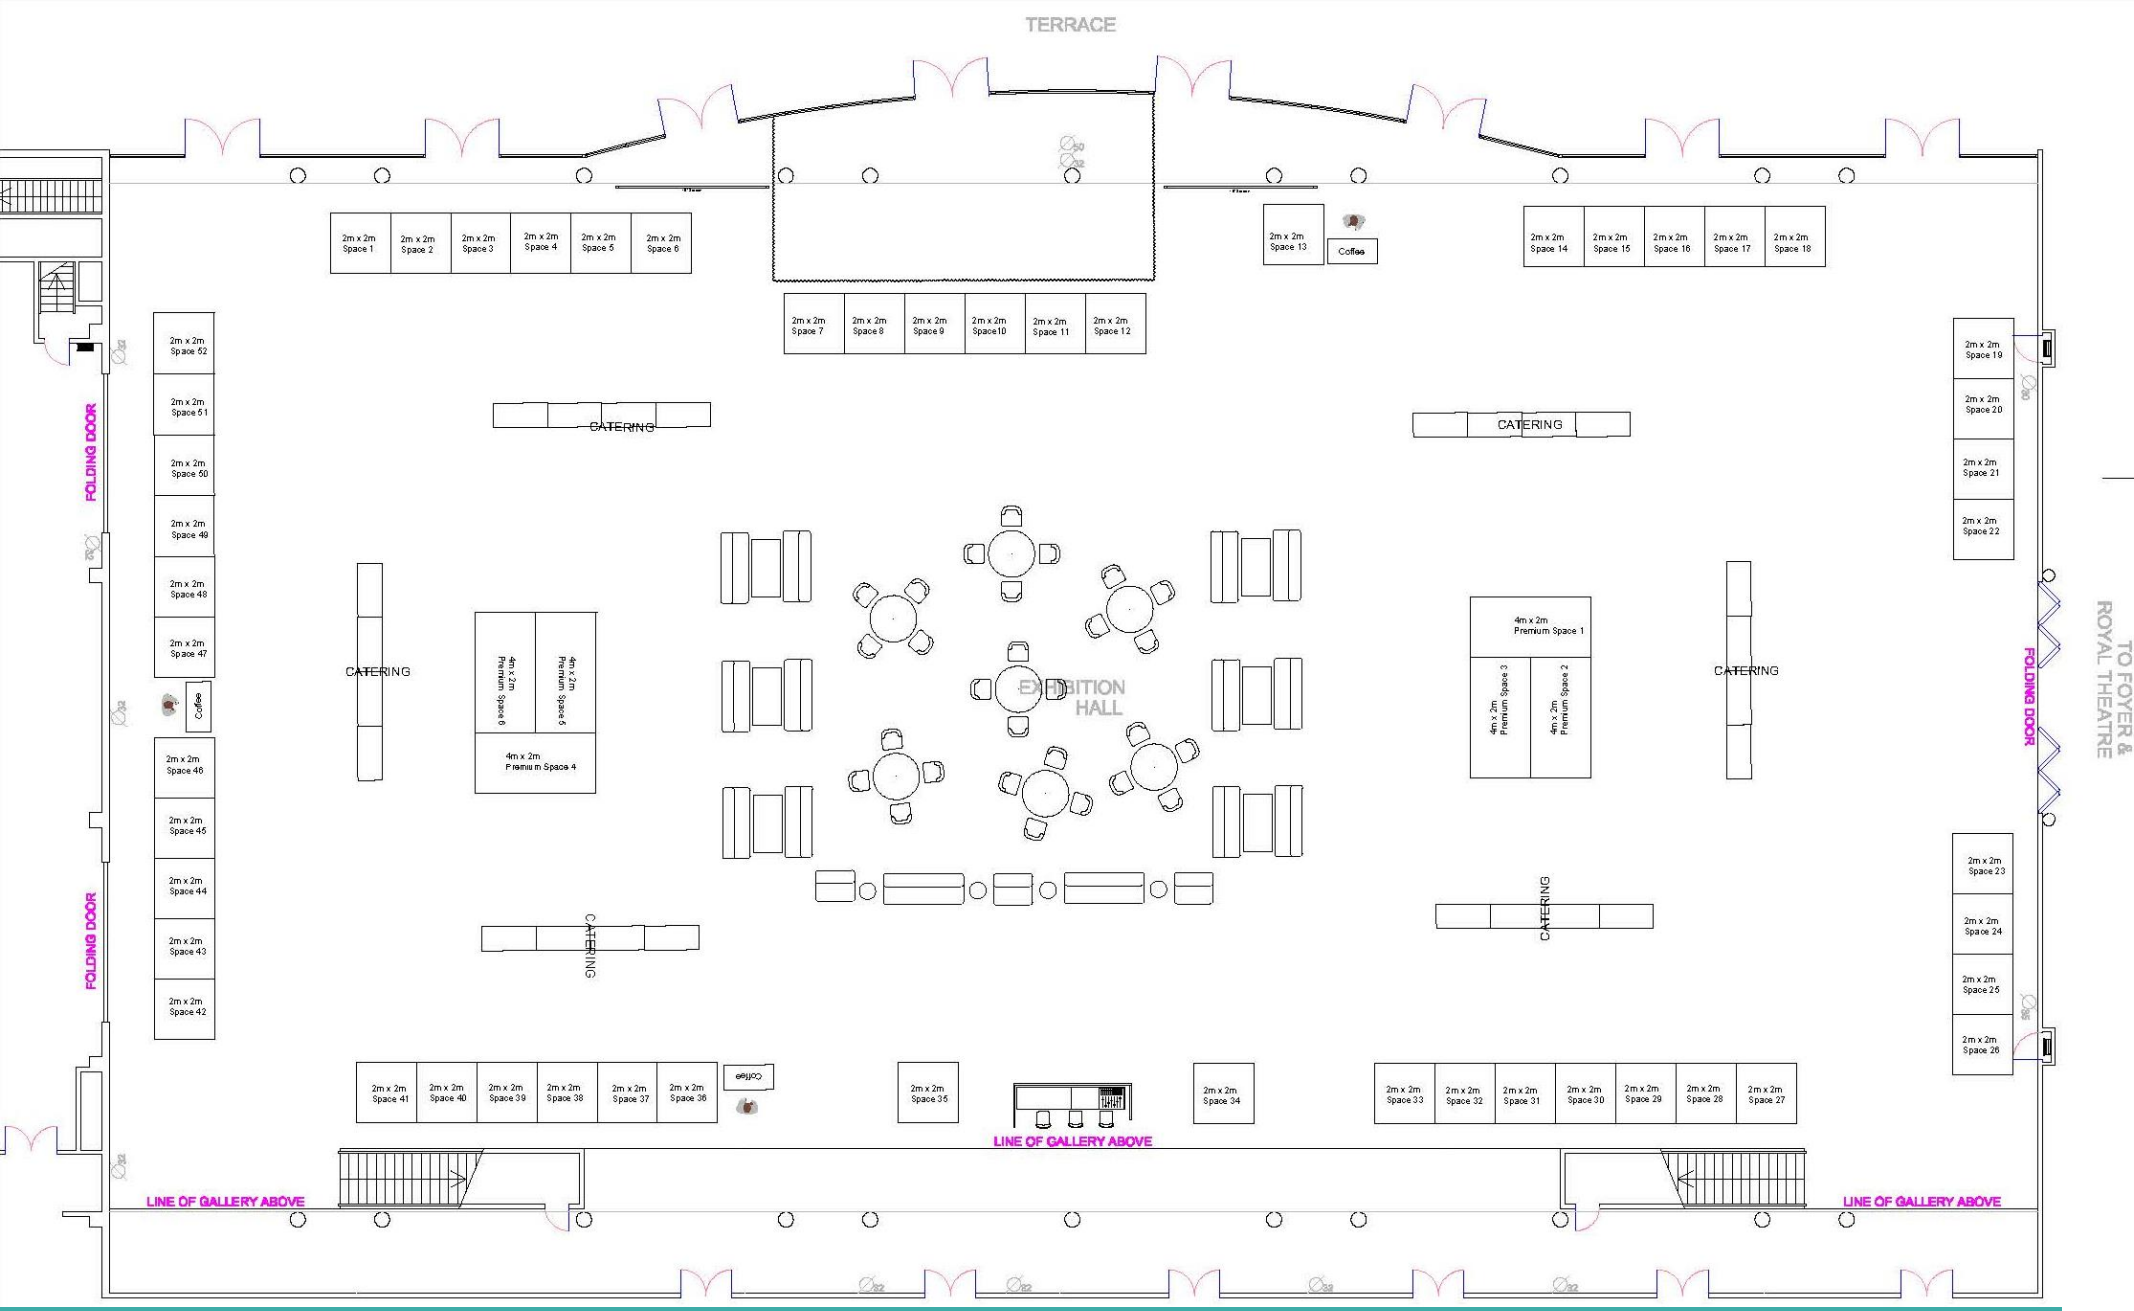 TERRACE
2m x 2m
Space 1
2m x 2m
Space 2
2m x 2m
Space 3
2m x 2m
Space 4
2m x 2m
Space 5
2m x 2m
Space 6
2m x 2m
Space 13
Coffee
2m x 2m
Space 14
2m x 2m
Space 15
2m x 2m
Space 16
2m x 2m
Space 17
2m x 2m
Space 18
2m x 2m
Space 7
2m x 2m
Space 8
2m x 2m
Space 9
2m x 2m
Space10
2m x 2m
Space 11
2m x 2m
Space 12
2m x 2m
Space 52
2m x 2m
Space 51
2m x 2m
Space 50
2m x 2m
Space 49
2m x 2m
Space 48
2m x 2m
Space 47
Coffee
2m x 2m
Space 46
2m x 2m
Space 45
2m x 2m
Space 44
2m x 2m
Space 43
2m x 2m
Space 42
FOLDING DOOR
FOLDING DOOR
CATERING
CATERING
CATERING
CATERING
4m x 2m
Premium Space 6
4m x 2m
Premium Space 5
4m x 2m
Premium Space 4
EXHIBITION
HALL
4m x 2m
Premium Space 1
4m x 2m
Premium Space 3
4m x 2m
Premium Space 2
CATERING
CATERING
2m x 2m
Space 19
2m x 2m
Space 20
2m x 2m
Space 21
2m x 2m
Space 22
FOLDING DOOR
TO FOYER &
ROYAL THEATRE
2m x 2m
Space 23
2m x 2m
Space 24
2m x 2m
Space 25
2m x 2m
Space 26
2m x 2m
Space 41
2m x 2m
Space 40
2m x 2m
Space 39
2m x 2m
Space 38
2m x 2m
Space 37
2m x 2m
Space 36
Coffee
2m x 2m
Space 35
2m x 2m
Space 34
2m x 2m
Space 33
2m x 2m
Space 32
2m x 2m
Space 31
2m x 2m
Space 30
2m x 2m
Space 29
2m x 2m
Space 28
2m x 2m
Space 27
LINE OF GALLERY ABOVE
LINE OF GALLERY ABOVE
LINE OF GALLERY ABOVE